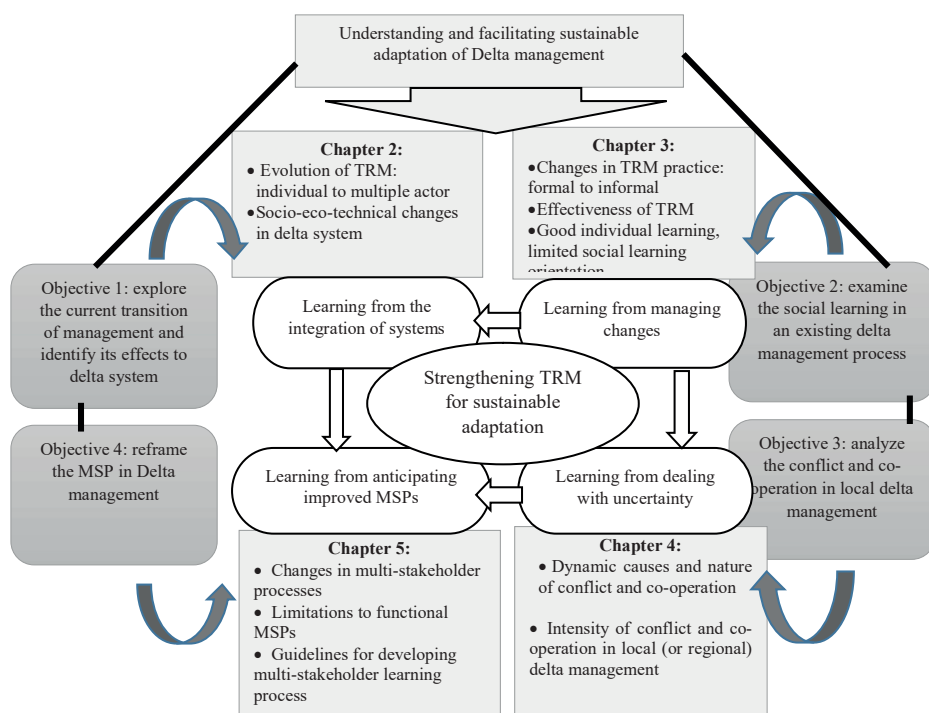 Understanding and facilitating sustainable
adaptation of Delta management
Chapter 2:
• Evolution of TRM:
individual to multiple actor
•Socio-eco-technical changes
in delta system
Chapter 3:
•Changes in TRM practice:
formal to informal
•Effectiveness of TRM
•Good individual learning,
limited social learning
orientation
Objective 1: explore
the current transition
of management and
identify its effects to
delta system
Learning from the
integration of systems
Learning from managing
changes
Objective 2: examine
the social learning in
an existing delta
management process
Strengthening TRM
for sustainable
adaptation
Objective 4: reframe
the MSP in Delta
management
Learning from anticipating
improved MSPs
Learning from dealing
with uncertainty
Objective 3: analyze
the conflict and co-
operation in local delta
management
Chapter 5:
• Changes in multi-stakeholder
processes
• Limitations to functional
MSPs
• Guidelines for developing
multi-stakeholder learning
process
Chapter 4:
• Dynamic causes and nature
of conflict and co-operation
• Intensity of conflict and co-
operation in local (or regional)
delta management